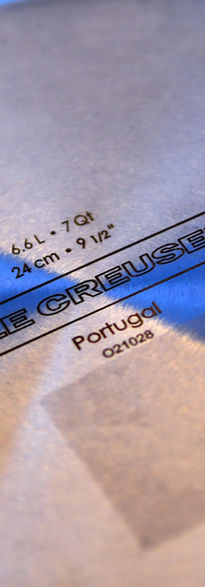 6.6 L • 7 Qt
24 cm • 9 1/2"
LE CREUSE
Portugal
021028